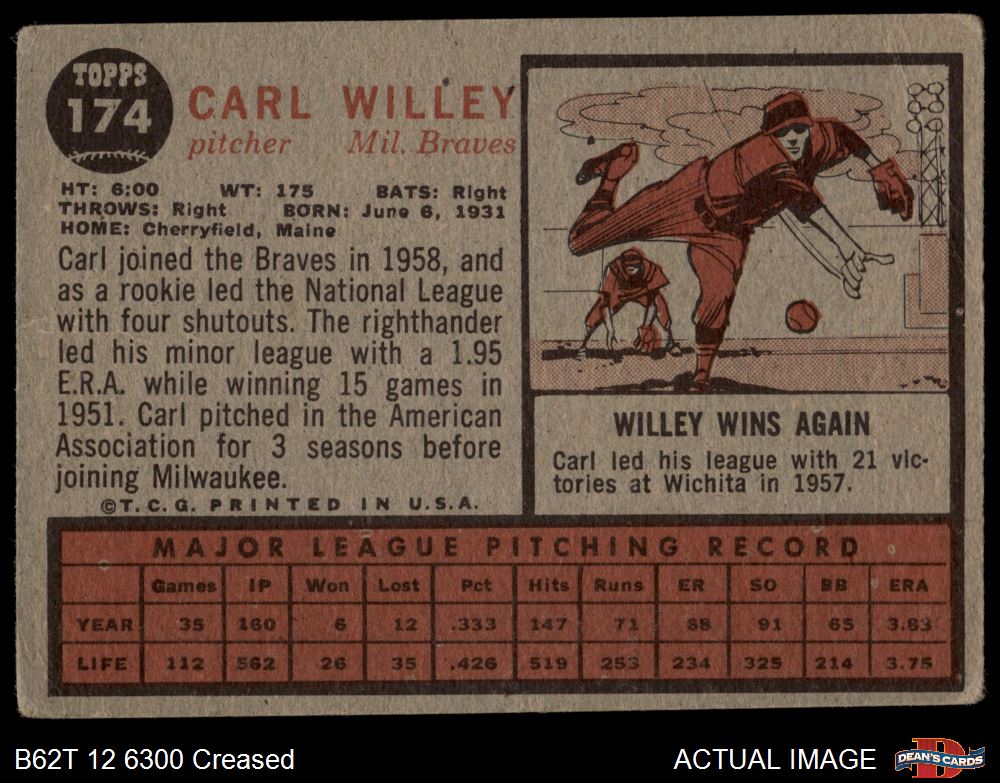 TOPPS
174
CARL WILLEY
pitcher Mil. Braves
HT: 6:00 WT: 175 BATS: Right
THROWS: Right BORN: June 6, 1931
HOME: Cherryfield, Maine
Carl joined the Braves in 1958, and
as a rookie led the National League
with four shutouts. The righthander
led his minor league with a 1.95
E.R.A. while winning 15 games in
1951. Carl pitched in the American
Association for 3 seasons before
joining Milwaukee.
©T.C.G. PRINTED IN U.S.A.
WILLEY WINS AGAIN
Carl led his league with 21 vic-
tories at Wichita in 1957.
MAJOR LEAGUE PITCHING RECORD
Games IP Won Lost Pct Hits Runs ER SO BB ERA
YEAR 35 160 6 12 .333 147 71 68 91 65 3.83
LIFE 112 562 26 35 .426 519 253 234 325 214 3.75
B62T 12 6300 Creased
ACTUAL IMAGE
D
DEAN'S CARDS